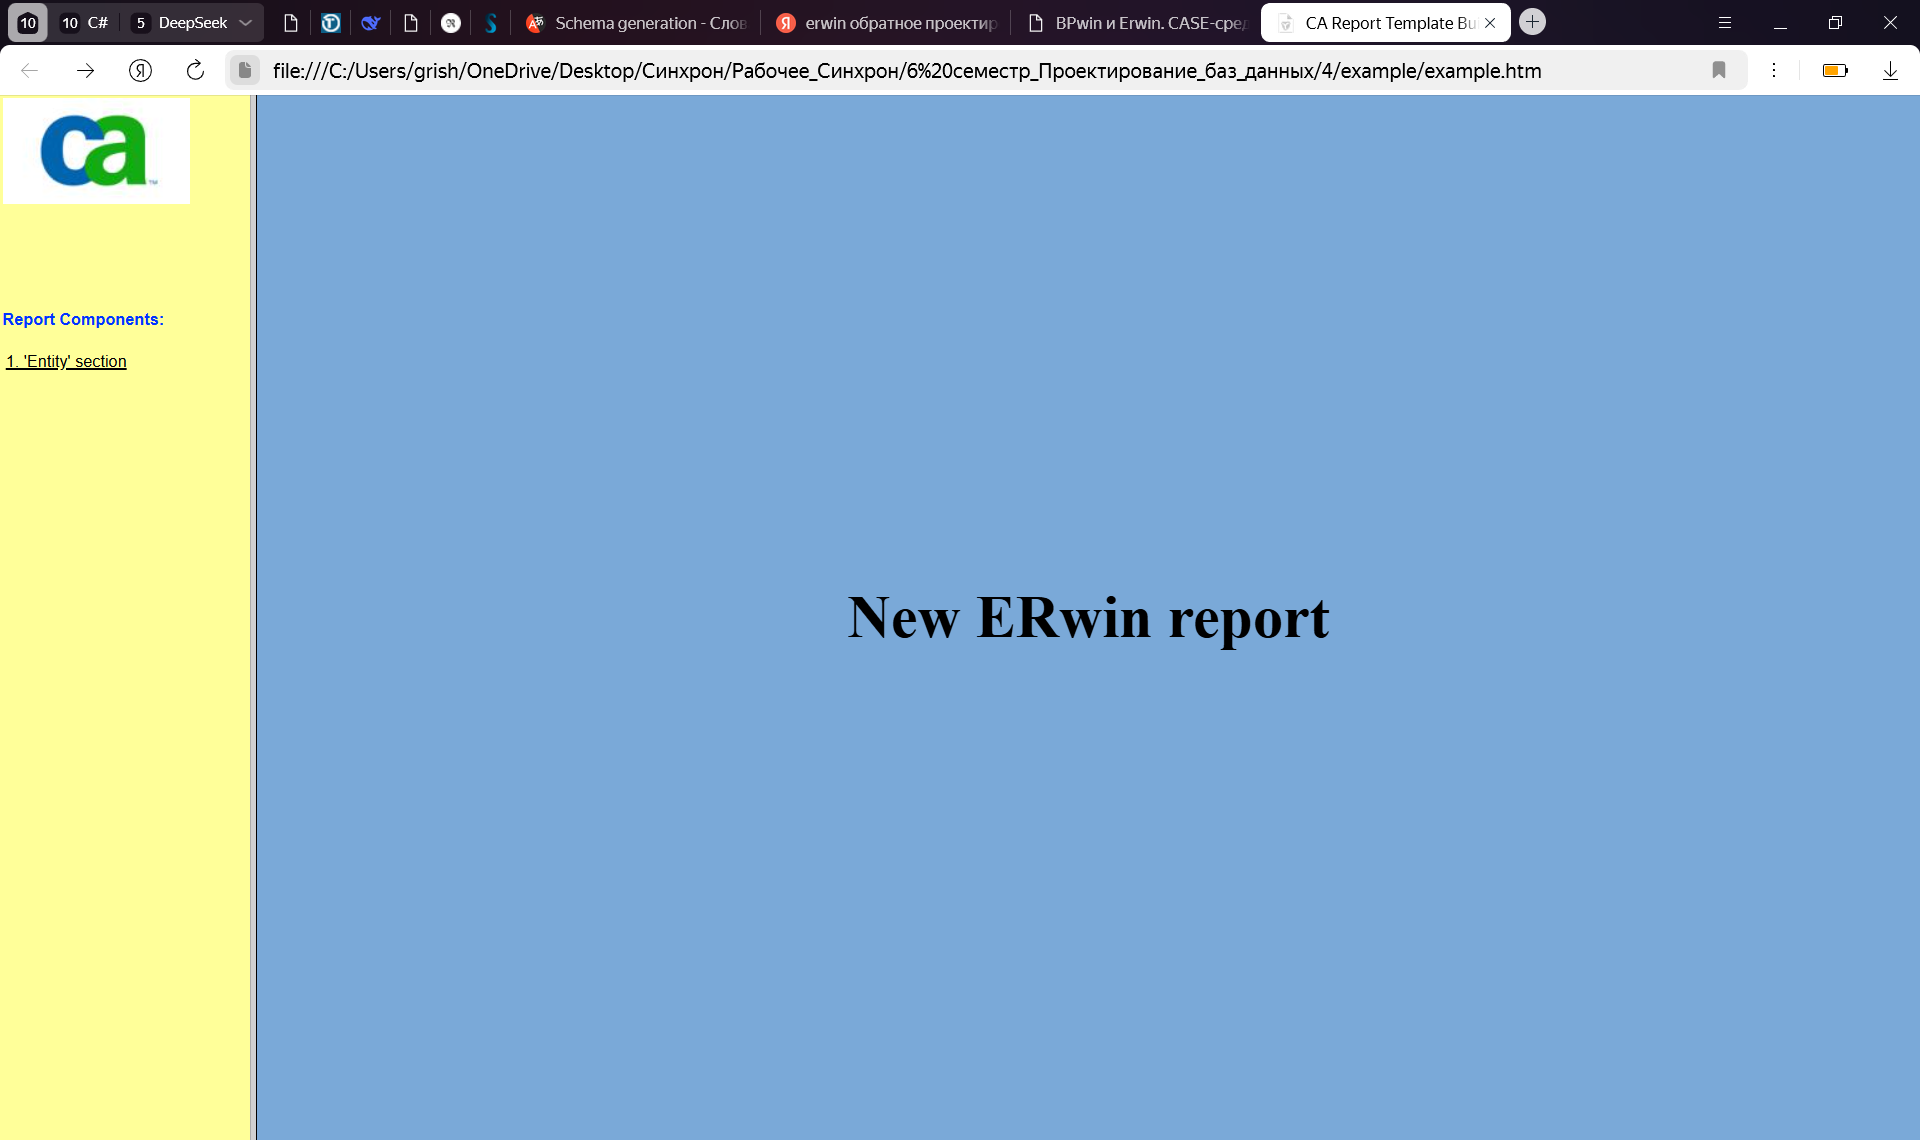 10
10 C#
5 DeepSeek
Schema generation - Слов
erwin обратное проектир
BPwin и Erwin. CASE-сред
CA Report Template Bu
file:///C:/Users/grish/OneDrive/Desktop/Синхрон/Рабочее_Синхрон/6%20семестр_Проектирование_баз_данных/4/example/example.htm
ca™
Report Components:
1. 'Entity' section
New ERwin report